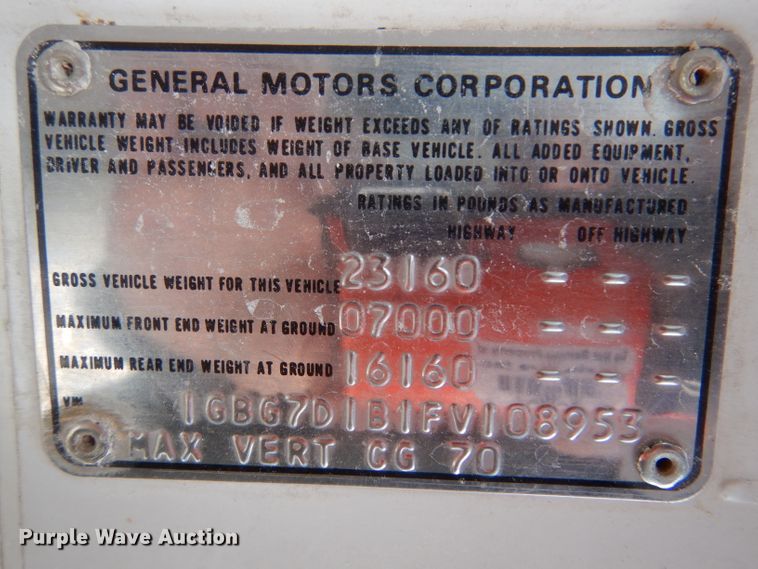 GENERAL MOTORS CORPORATION
WARRANTY MAY BE VOIDED IF WEIGHT EXCEEDS ANY OF RATINGS SHOWN. GROSS
VEHICLE WEIGHT INCLUDES WEIGHT OF BASE VEHICLE. ALL ADDED EQUIPMENT,
DRIVER AND PASSENGERS, AND ALL PROPERTY LOADED INTO OR ONTO VEHICLE.
RATINGS IN POUNDS AS MANUFACTURED
HIGHWAY OFF HIGHWAY
GROSS VEHICLE WEIGHT FOR THIS VEHICLE 23160 - - -
MAXIMUM FRONT END WEIGHT AT GROUND 07000 - - -
MAXIMUM REAR END WEIGHT AT GROUND 16160 - - -
VIN 1GBG7D1B1FV108953
MAX VERT CG 70
Purple Wave Auction